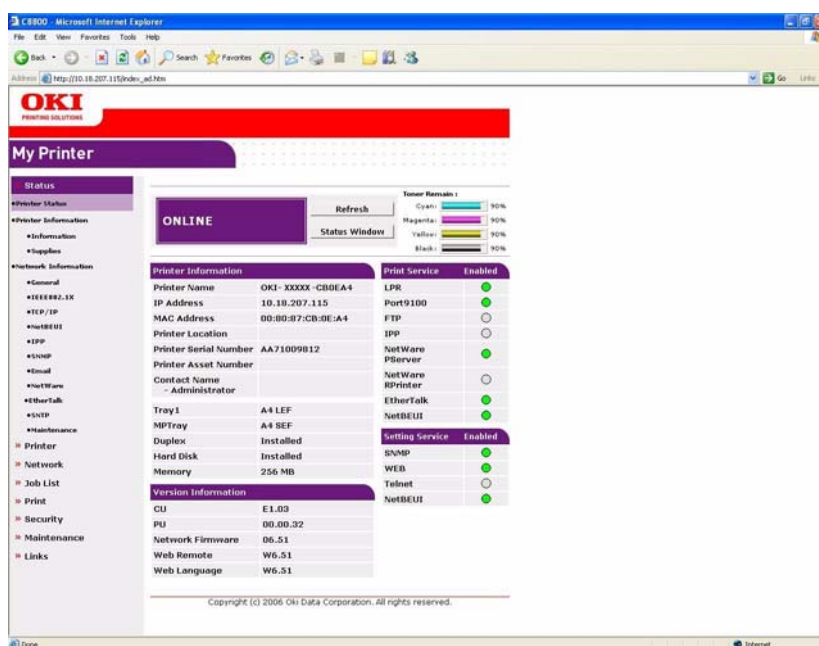 C8800 - Microsoft Internet Explorer
File Edit View Favorites Tools Help
Back Search Favorites
Address http://10.18.207.115/index_ad.htm Go Links
OKI
PRINTING SOLUTIONS
My Printer
Status
Printer Status
Printer Information
Information
Supplies
Network Information
General
IEEE802.1X
TCP/IP
NetBEUI
IPP
SNMP
Email
NetWare
EtherTalk
SNTP
Maintenance
Printer
Network
Job List
Print
Security
Maintenance
Links
ONLINE
Refresh
Status Window
Toner Remain :
Cyan: 90%
Magenta: 90%
Yellow: 90%
Black: 90%
Printer Information
Printer Name OKI- XXXXX -CB0EA4
IP Address 10.18.207.115
MAC Address 00:80:87:CB:0E:A4
Printer Location
Printer Serial Number AA71009812
Printer Asset Number
Contact Name
- Administrator
Tray1 A4 LEF
MPTray A4 SEF
Duplex Installed
Hard Disk Installed
Memory 256 MB
Version Information
CU E1.03
PU 00.00.32
Network Firmware 06.51
Web Remote W6.51
Web Language W6.51
Print Service Enabled
LPR
Port9100
FTP
IPP
NetWare
PServer
NetWare
RPrinter
EtherTalk
NetBEUI
Setting Service Enabled
SNMP
WEB
Telnet
NetBEUI
Copyright (c) 2006 Oki Data Corporation. All rights reserved.
Done Internet